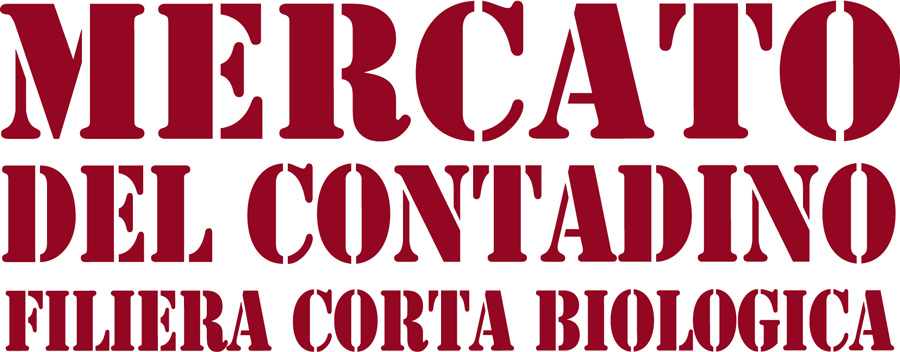 MERCATO
DEL CONTADINO
FILIERA CORTA BIOLOGICA